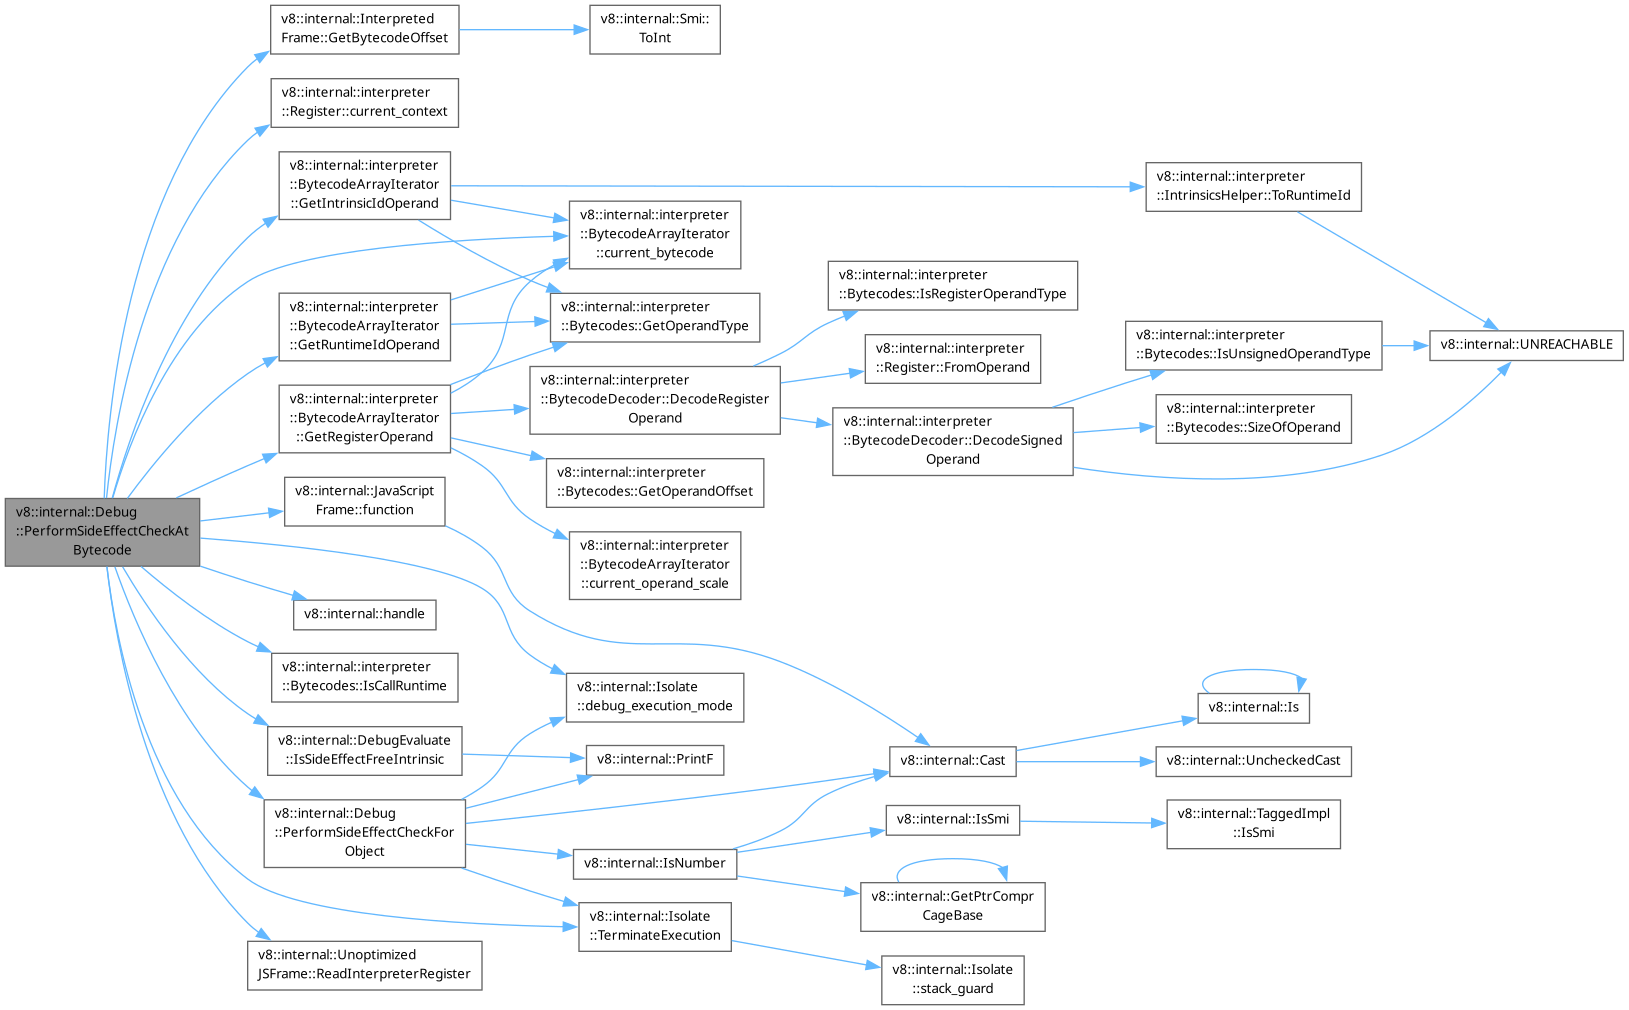 v8::internal::Debug
::PerformSideEffectCheckAt
Bytecode
v8::internal::Interpreted
Frame::GetBytecodeOffset
v8::internal::Smi::
ToInt
v8::internal::interpreter
::Register::current_context
v8::internal::interpreter
::BytecodeArrayIterator
::GetIntrinsicIdOperand
v8::internal::interpreter
::BytecodeArrayIterator
::current_bytecode
v8::internal::interpreter
::Bytecodes::GetOperandType
v8::internal::interpreter
::IntrinsicsHelper::ToRuntimeId
v8::internal::UNREACHABLE
v8::internal::interpreter
::BytecodeArrayIterator
::GetRuntimeIdOperand
v8::internal::interpreter
::BytecodeArrayIterator
::GetRegisterOperand
v8::internal::interpreter
::BytecodeDecoder::DecodeRegister
Operand
v8::internal::interpreter
::Bytecodes::IsRegisterOperandType
v8::internal::interpreter
::Register::FromOperand
v8::internal::interpreter
::BytecodeDecoder::DecodeSigned
Operand
v8::internal::interpreter
::Bytecodes::IsUnsignedOperandType
v8::internal::interpreter
::Bytecodes::SizeOfOperand
v8::internal::interpreter
::Bytecodes::GetOperandOffset
v8::internal::interpreter
::BytecodeArrayIterator
::current_operand_scale
v8::internal::JavaScript
Frame::function
v8::internal::handle
v8::internal::interpreter
::Bytecodes::IsCallRuntime
v8::internal::Isolate
::debug_execution_mode
v8::internal::DebugEvaluate
::IsSideEffectFreeIntrinsic
v8::internal::PrintF
v8::internal::Debug
::PerformSideEffectCheckFor
Object
v8::internal::Cast
v8::internal::Is
v8::internal::UncheckedCast
v8::internal::IsNumber
v8::internal::IsSmi
v8::internal::TaggedImpl
::IsSmi
v8::internal::GetPtrCompr
CageBase
v8::internal::Isolate
::TerminateExecution
v8::internal::Isolate
::stack_guard
v8::internal::Unoptimized
JSFrame::ReadInterpreterRegister